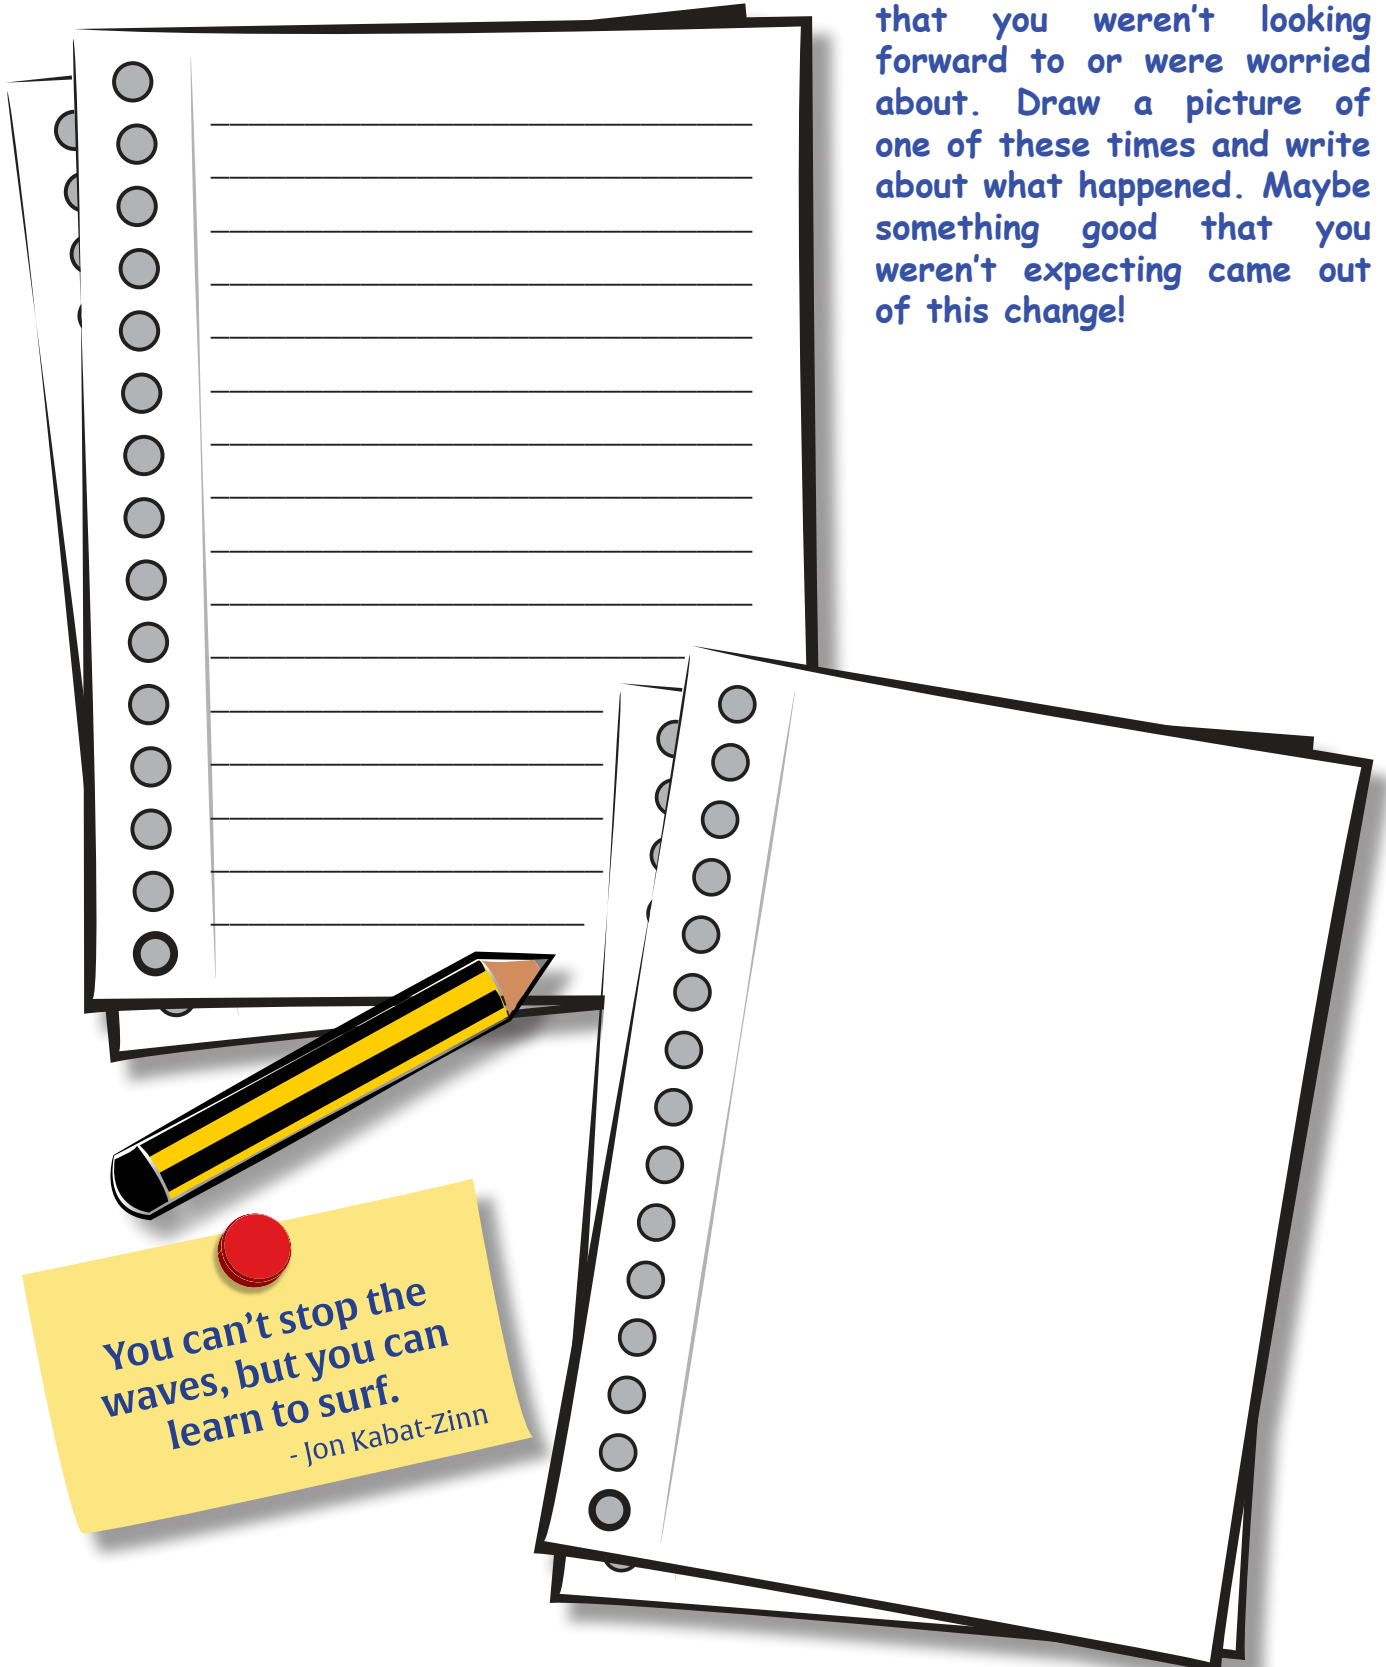 that you weren't looking
forward to or were worried
about. Draw a picture of
one of these times and write
about what happened. Maybe
something good that you
weren't expecting came out
of this change!
You can't stop the
waves, but you can
learn to surf.
- Jon Kabat-Zinn